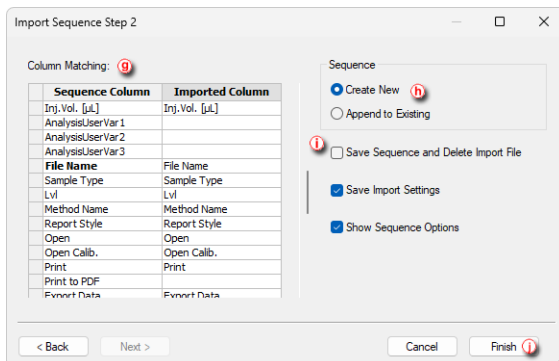 Import Sequence Step 2
Column Matching: g
Sequence Column Imported Column
Inj.Vol. [µL] Inj.Vol. [µL]
AnalysisUserVar1
AnalysisUserVar2
AnalysisUserVar3
File Name File Name
Sample Type Sample Type
Lvl Lvl
Method Name Method Name
Report Style Report Style
Open Open
Open Calib. Open Calib.
Print Print
Print to PDF
Export Data Export Data
Sequence
Create New h
Append to Existing
i Save Sequence and Delete Import File
Save Import Settings
Show Sequence Options
< Back Next > Cancel Finish j